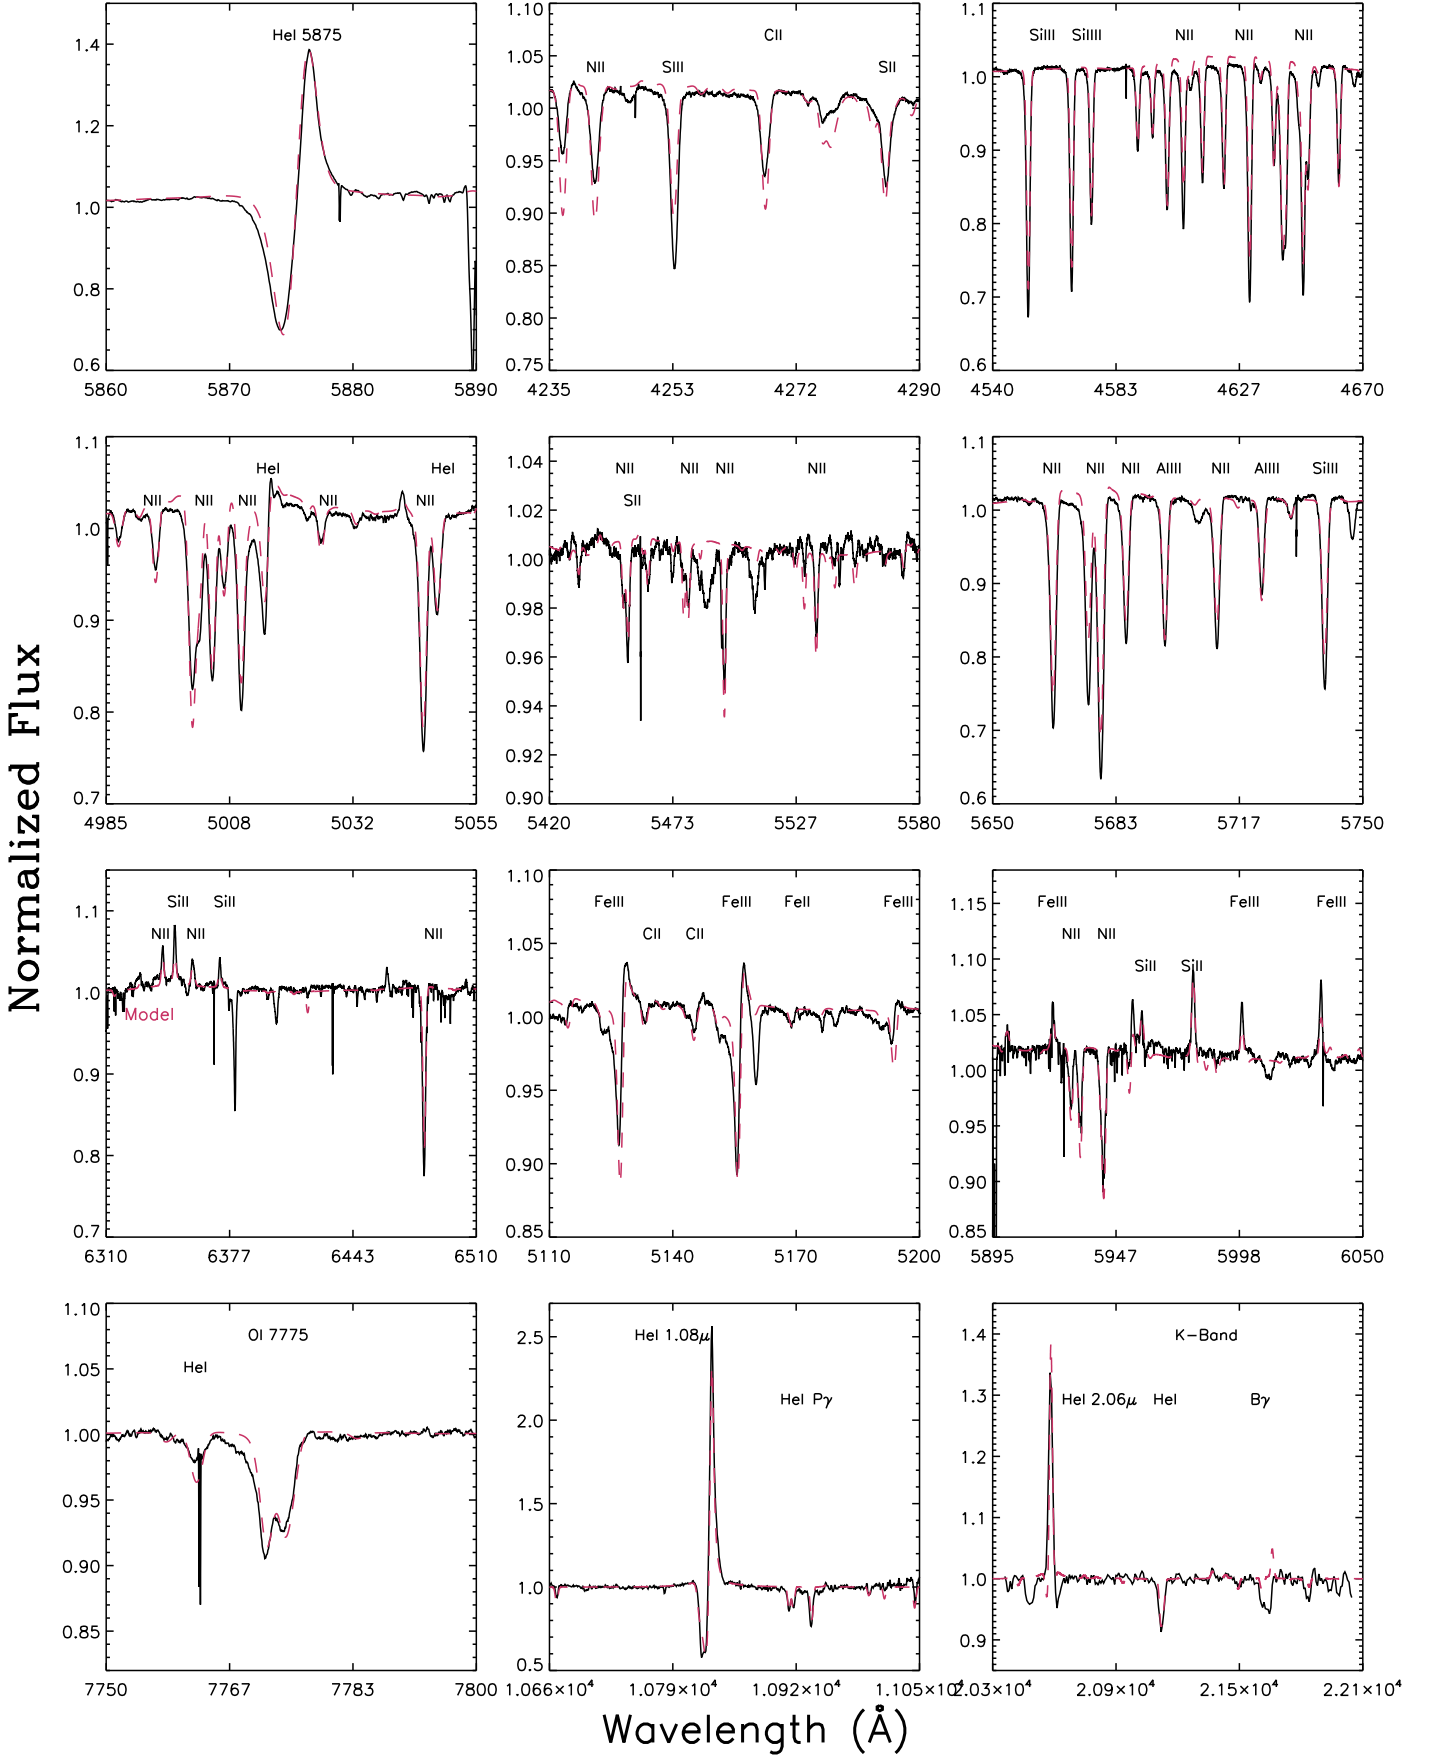 HeI 5875
1.4
1.2
1.0
0.8
0.6
5860 5870 5880 5890
CII
NII SIII SII
1.10
1.05
1.00
0.95
0.90
0.85
0.80
0.75
4235 4253 4272 4290
SiIII SiIII NII NII NII
1.1
1.0
0.9
0.8
0.7
0.6
4540 4583 4627 4670
HeI HeI
NII NII NII NII NII
1.1
1.0
0.9
0.8
0.7
4985 5008 5032 5055
NII NII NII NII
SII
1.04
1.02
1.00
0.98
0.96
0.94
0.92
0.90
5420 5473 5527 5580
NII NII NII AlIII NII AlIII SiIII
1.1
1.0
0.9
0.8
0.7
0.6
5650 5683 5717 5750
SiII SiII
NII NII NII
Model
1.1
1.0
0.9
0.8
0.7
6310 6377 6443 6510
FeIII FeIII FeII FeIII
CII CII
1.10
1.05
1.00
0.95
0.90
0.85
5110 5140 5170 5200
FeIII FeIII FeIII
NII NII
SiII SiII
1.15
1.10
1.05
1.00
0.95
0.90
0.85
5895 5947 5998 6050
OI 7775
HeI
1.10
1.05
1.00
0.95
0.90
0.85
7750 7767 7783 7800
HeI 1.08μ
HeI Pγ
2.5
2.0
1.5
1.0
0.5
1.066×10⁴ 1.079×10⁴ 1.092×10⁴ 1.105×10⁴
K-Band
HeI 2.06μ HeI Bγ
1.4
1.3
1.2
1.1
1.0
0.9
2.03×10⁴ 2.09×10⁴ 2.15×10⁴ 2.21×10⁴
Normalized Flux
Wavelength (Å)